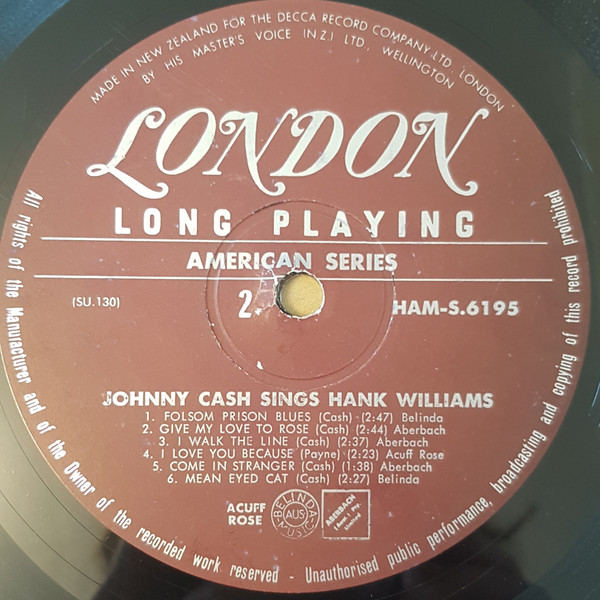 MADE IN NEW ZEALAND FOR THE DECCA RECORD COMPANY LTD. LONDON
BY HIS MASTER'S VOICE (N.Z.) LTD., WELLINGTON
LONDON
LONG PLAYING
AMERICAN SERIES
2
(SU.130)
HAM-S.6195
JOHNNY CASH SINGS HANK WILLIAMS
1. FOLSOM PRISON BLUES (Cash) (2:47) Belinda
2. GIVE MY LOVE TO ROSE (Cash) (2:44) Aberbach
3. I WALK THE LINE (Cash) (2:37) Aberbach
4. I LOVE YOU BECAUSE (Payne) (2:23) Acuff Rose
5. COME IN STRANGER (Cash) (1:38) Aberbach
6. MEAN EYED CAT (Cash) (2:27) Belinda
ACUFF
ROSE
BELINDA
AUS
MUSIC
ABERBACH
(Aust.) Pty.
Limited
All rights of the Manufacturer and of the Owner of the recorded work reserved - Unauthorised public performance, broadcasting and copying of this record prohibited